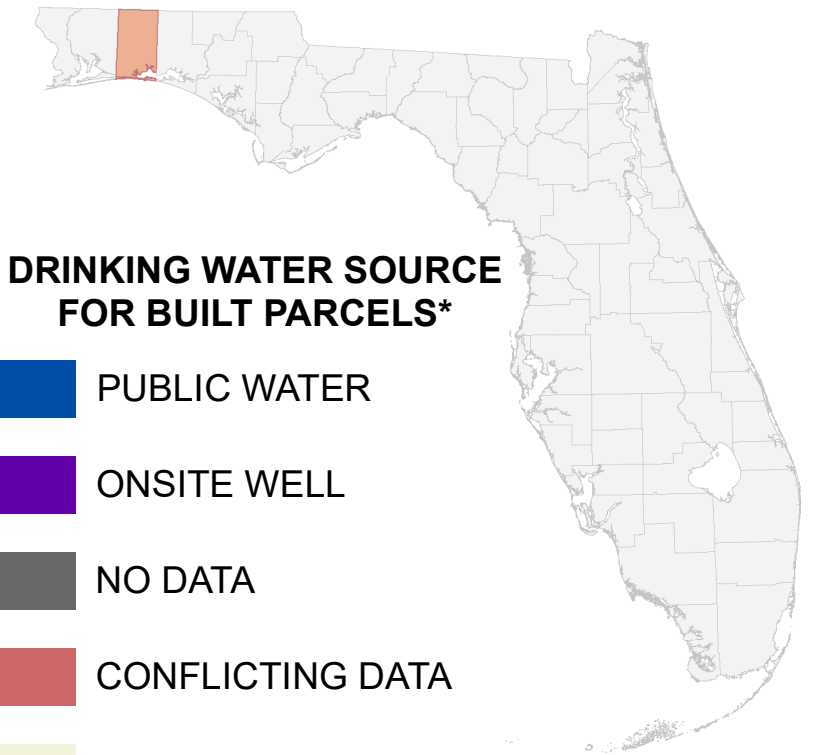 DRINKING WATER SOURCE
FOR BUILT PARCELS*
PUBLIC WATER
ONSITE WELL
NO DATA
CONFLICTING DATA